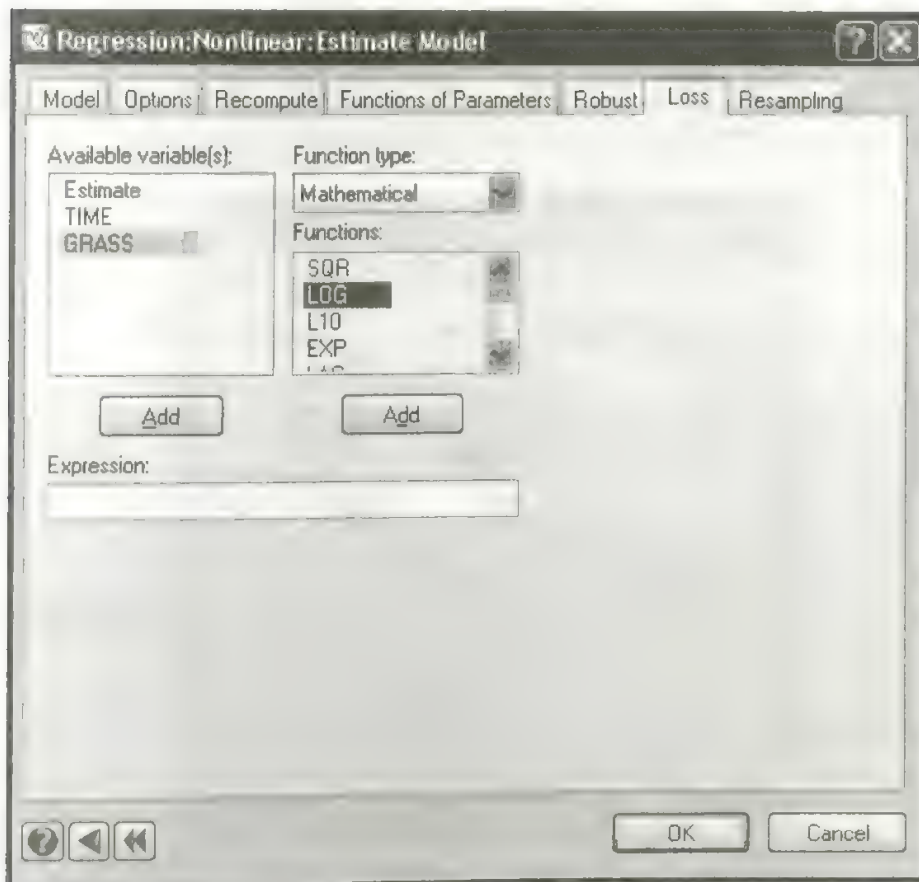 Regression:Nonlinear:Estimate Model
Model Options Recompute Functions of Parameters Robust Loss Resampling
Available variable(s):
Estimate
TIME
GRASS
Add
Function type:
Mathematical
Functions:
SQR
LOG
L10
EXP
Add
Expression:
OK Cancel